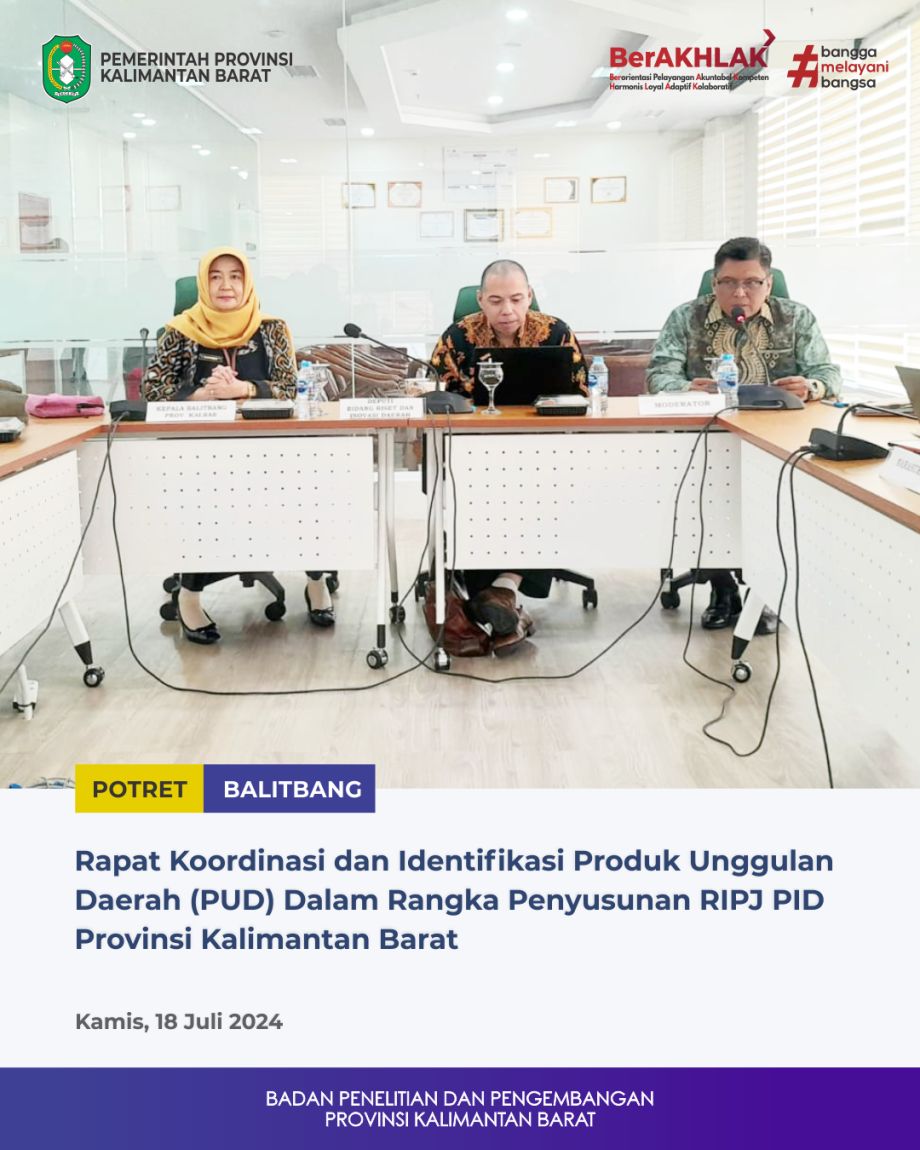 PEMERINTAH PROVINSI
KALIMANTAN BARAT
BerAKHLAK
Berorientasi Pelayangan Akuntabel Kompeten
Harmonis Loyal Adaptif Kolaboratif
#bangga
melayani
bangsa
KEPALA BALITBANG
PROV. KALBAR
DEPUTI
BIDANG RISET DAN
INOVASI DAERAH
MODERATOR
POTRET BALITBANG
Rapat Koordinasi dan Identifikasi Produk Unggulan
Daerah (PUD) Dalam Rangka Penyusunan RIPJ PID
Provinsi Kalimantan Barat
Kamis, 18 Juli 2024
BADAN PENELITIAN DAN PENGEMBANGAN
PROVINSI KALIMANTAN BARAT